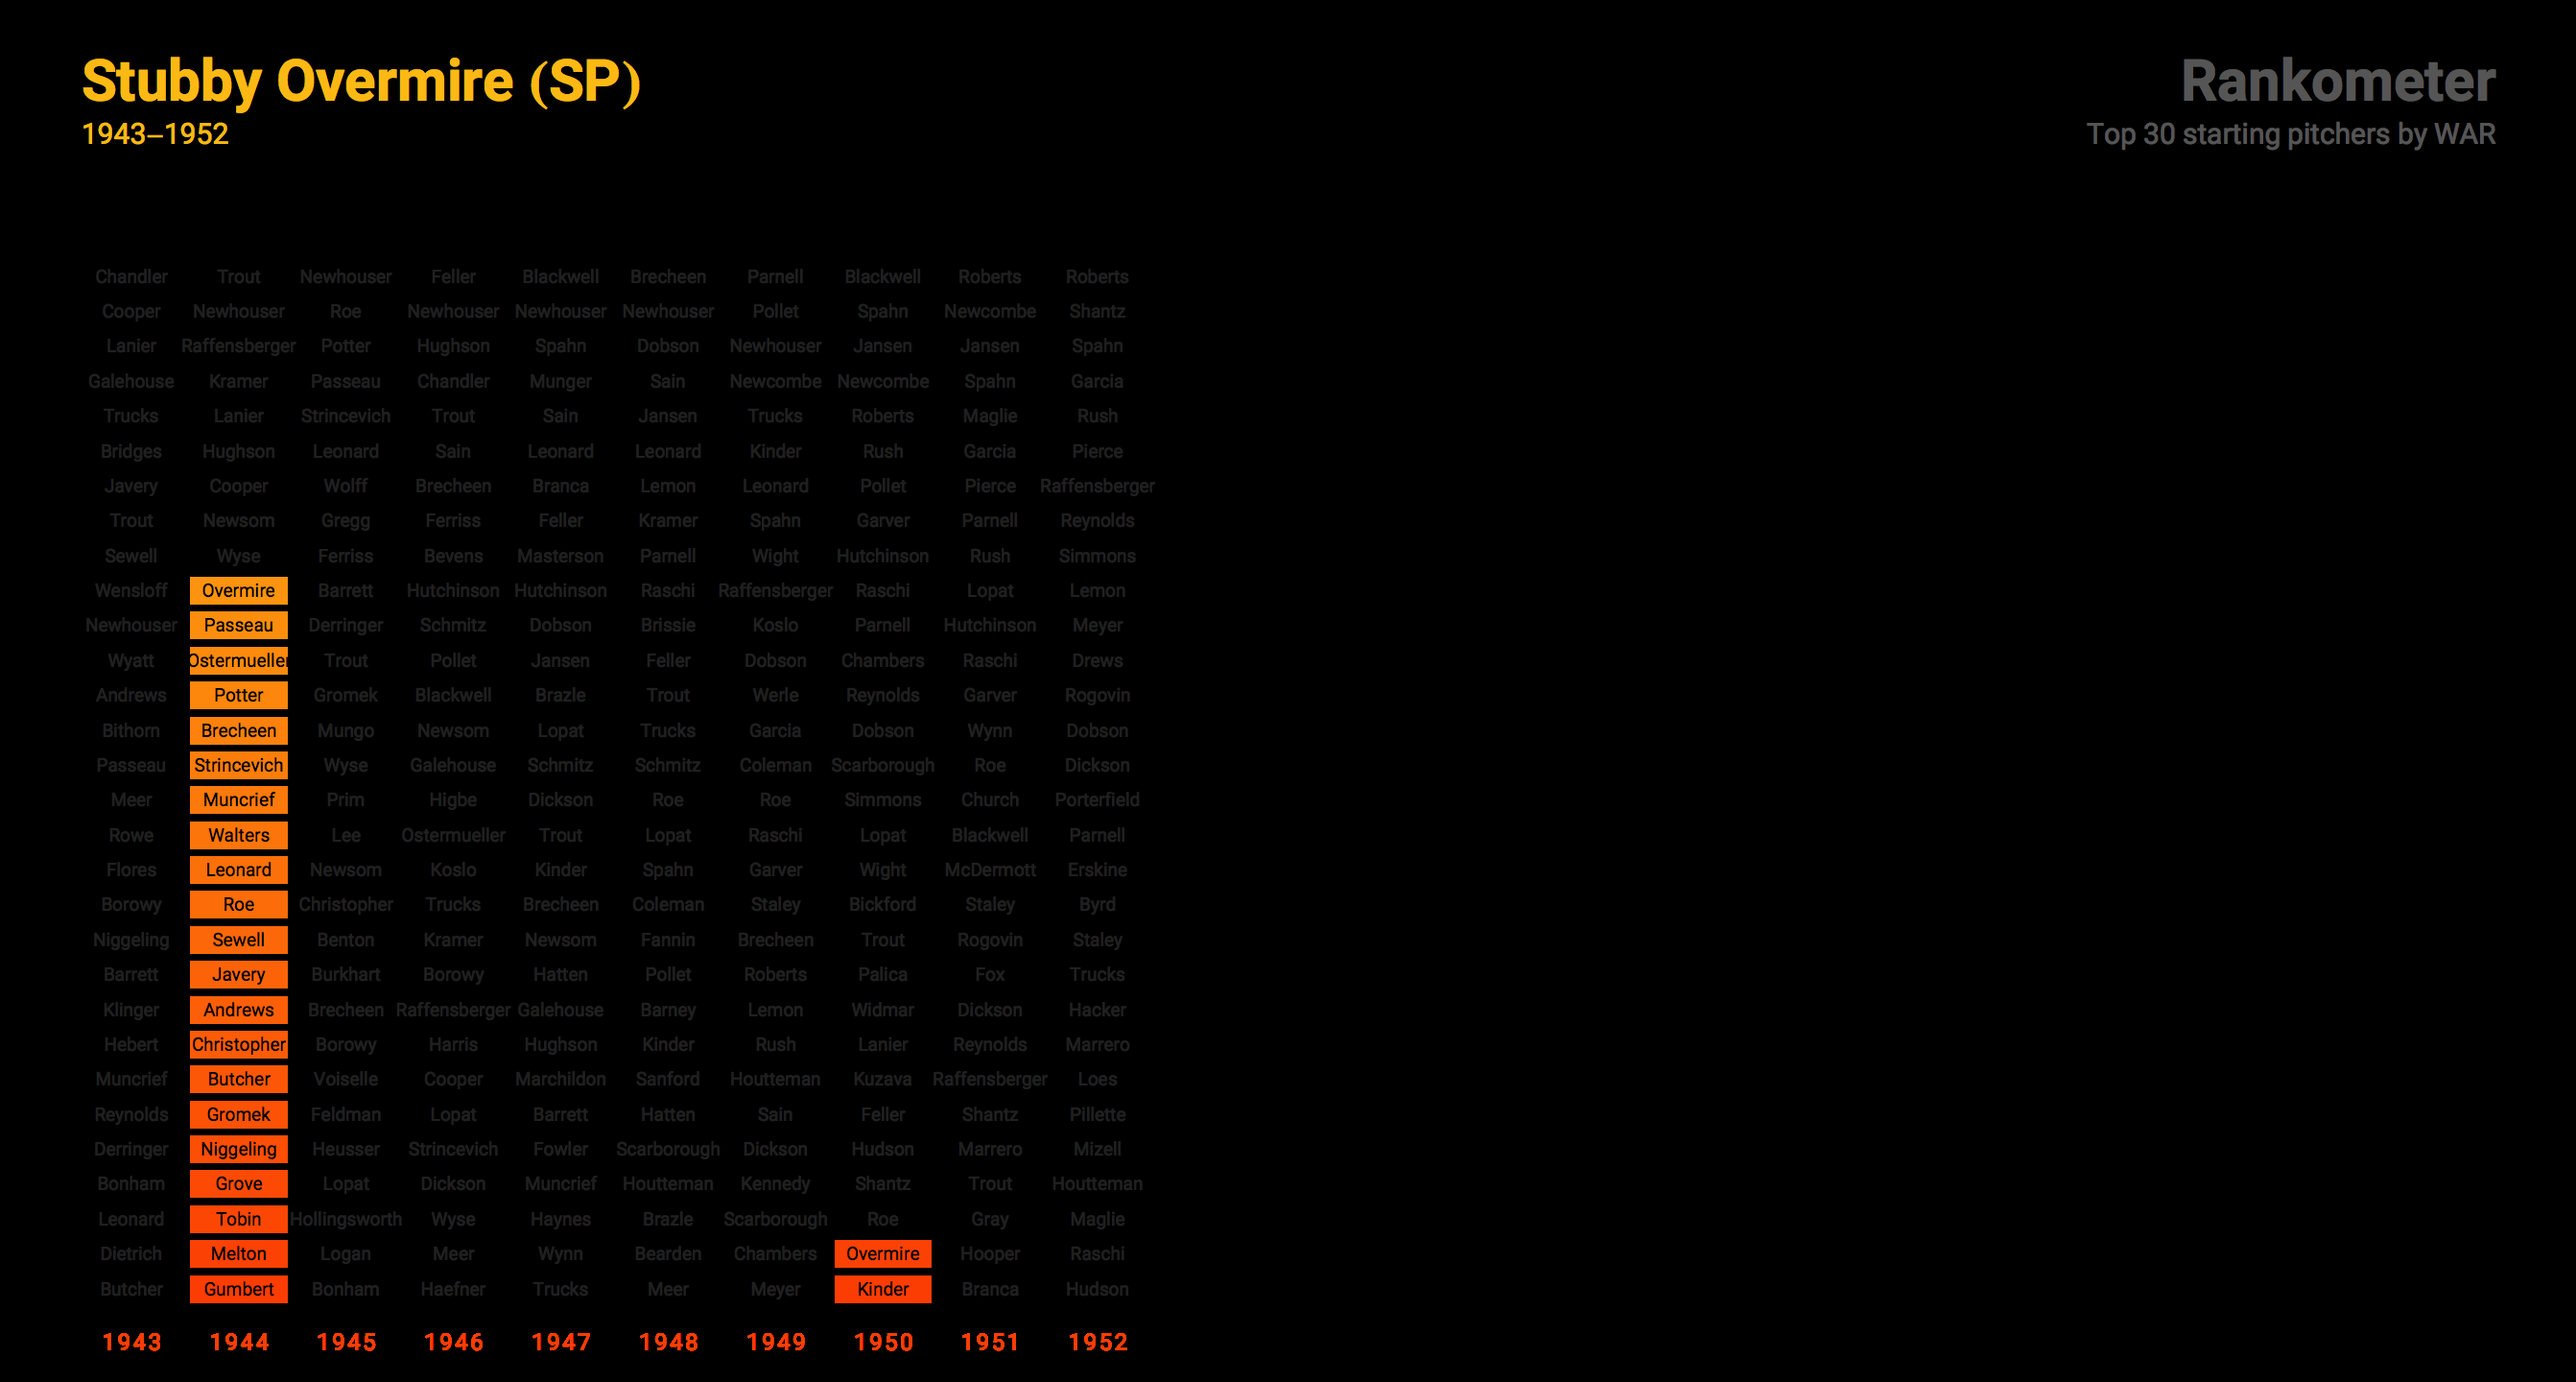 Stubby Overmire (SP)
1943–1952
Rankometer
Top 30 starting pitchers by WAR
Chandler Trout Newhouser Feller Blackwell Brecheen Parnell Blackwell Roberts Roberts
Cooper Newhouser Roe Newhouser Newhouser Newhouser Pollet Spahn Newcombe Shantz
Lanier Raffensberger Potter Hughson Spahn Dobson Newhouser Jansen Jansen Spahn
Galehouse Kramer Passeau Chandler Munger Sain Newcombe Newcombe Spahn Garcia
Trucks Lanier Strincevich Trout Sain Jansen Trucks Roberts Maglie Rush
Bridges Hughson Leonard Sain Leonard Leonard Kinder Rush Garcia Pierce
Javery Cooper Wolff Brecheen Branca Lemon Leonard Pollet Pierce Raffensberger
Trout Newsom Gregg Ferriss Feller Kramer Spahn Garver Parnell Reynolds
Sewell Wyse Ferriss Bevens Masterson Parnell Wight Hutchinson Rush Simmons
Wensloff Overmire Barrett Hutchinson Hutchinson Raschi Raffensberger Raschi Lopat Lemon
Newhouser Passeau Derringer Schmitz Dobson Brissie Koslo Parnell Hutchinson Meyer
Wyatt Ostermueller Trout Pollet Jansen Feller Dobson Chambers Raschi Drews
Andrews Potter Gromek Blackwell Brazle Trout Werle Reynolds Garver Rogovin
Bithorn Brecheen Mungo Newsom Lopat Trucks Garcia Dobson Wynn Dobson
Passeau Strincevich Wyse Galehouse Schmitz Schmitz Coleman Scarborough Roe Dickson
Meer Muncrief Prim Higbe Dickson Roe Roe Simmons Church Porterfield
Rowe Walters Lee Ostermueller Trout Lopat Raschi Lopat Blackwell Parnell
Flores Leonard Newsom Koslo Kinder Spahn Garver Wight McDermott Erskine
Borowy Roe Christopher Trucks Brecheen Coleman Staley Bickford Staley Byrd
Niggeling Sewell Benton Kramer Newsom Fannin Brecheen Trout Rogovin Staley
Barrett Javery Burkhart Borowy Hatten Pollet Roberts Palica Fox Trucks
Klinger Andrews Brecheen Raffensberger Galehouse Barney Lemon Widmar Dickson Hacker
Hebert Christopher Borowy Harris Hughson Kinder Rush Lanier Reynolds Marrero
Muncrief Butcher Voiselle Cooper Marchildon Sanford Houtteman Kuzava Raffensberger Loes
Reynolds Gromek Feldman Lopat Barrett Hatten Sain Feller Shantz Pillette
Derringer Niggeling Heusser Strincevich Fowler Scarborough Dickson Hudson Marrero Mizell
Bonham Grove Lopat Dickson Muncrief Houtteman Kennedy Shantz Trout Houtteman
Leonard Tobin Hollingsworth Wyse Haynes Brazle Scarborough Roe Gray Maglie
Dietrich Melton Logan Meer Wynn Bearden Chambers Overmire Hooper Raschi
Butcher Gumbert Bonham Haefner Trucks Meer Meyer Kinder Branca Hudson
1943 1944 1945 1946 1947 1948 1949 1950 1951 1952